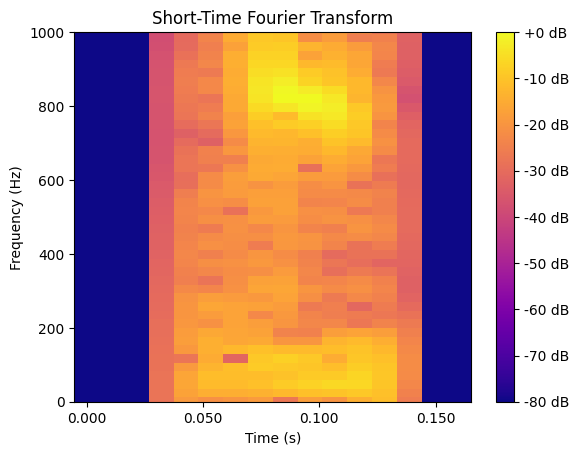 Short-Time Fourier Transform
1000
800
600
400
200
0
Frequency (Hz)
0.000
0.050
0.100
0.150
Time (s)
+0 dB
-10 dB
-20 dB
-30 dB
-40 dB
-50 dB
-60 dB
-70 dB
-80 dB